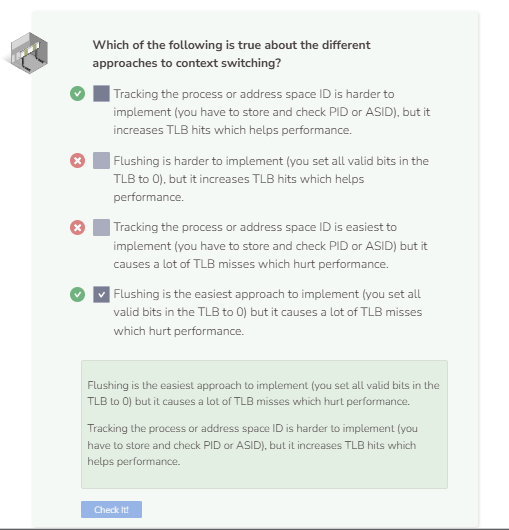 Which of the following is true about the different
approaches to context switching?
Tracking the process or address space ID is harder to
implement (you have to store and check PID or ASID), but it
increases TLB hits which helps performance.
Flushing is harder to implement (you set all valid bits in the
TLB to 0), but it increases TLB hits which helps
performance.
Tracking the process or address space ID is easiest to
implement (you have to store and check PID or ASID) but it
causes a lot of TLB misses which hurt performance.
Flushing is the easiest approach to implement (you set all
valid bits in the TLB to 0) but it causes a lot of TLB misses
which hurt performance.
Flushing is the easiest approach to implement (you set all valid bits in the
TLB to 0) but it causes a lot of TLB misses which hurt performance.
Tracking the process or address space ID is harder to implement (you
have to store and check PID or ASID), but it increases TLB hits which
helps performance.
Check It!